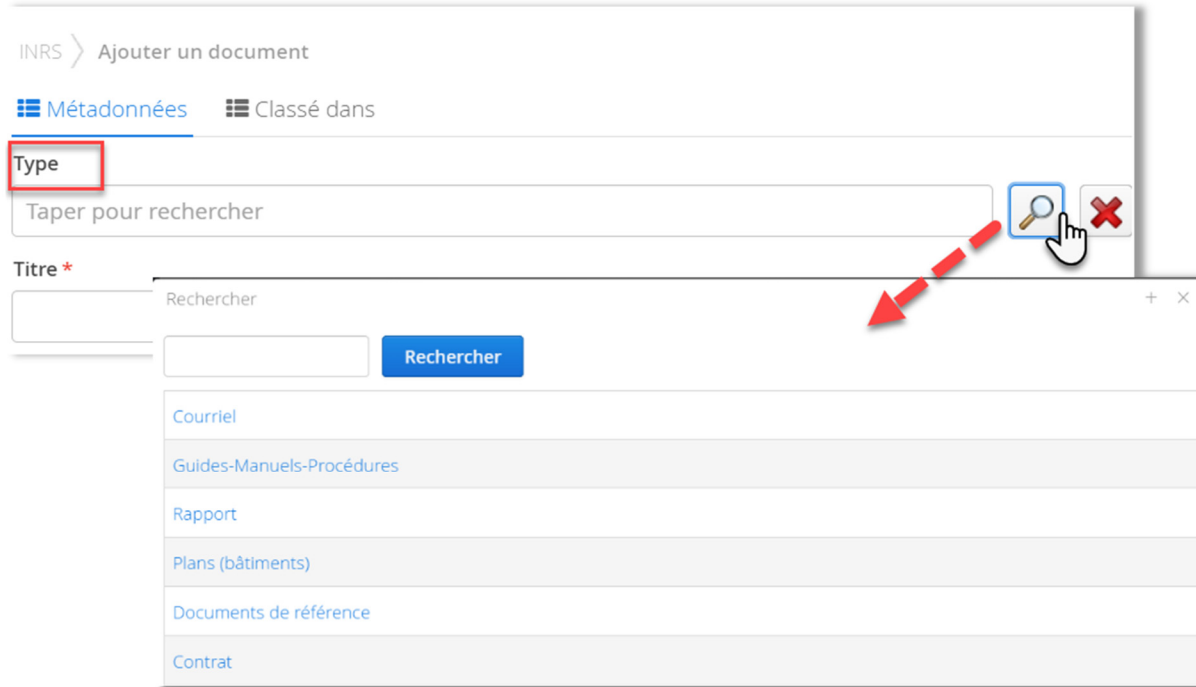 INRS Ajouter un document
Métadonnées Classé dans
Type
Taper pour rechercher
Titre *
Rechercher
Rechercher
Courriel
Guides-Manuels-Procédures
Rapport
Plans (bâtiments)
Documents de référence
Contrat